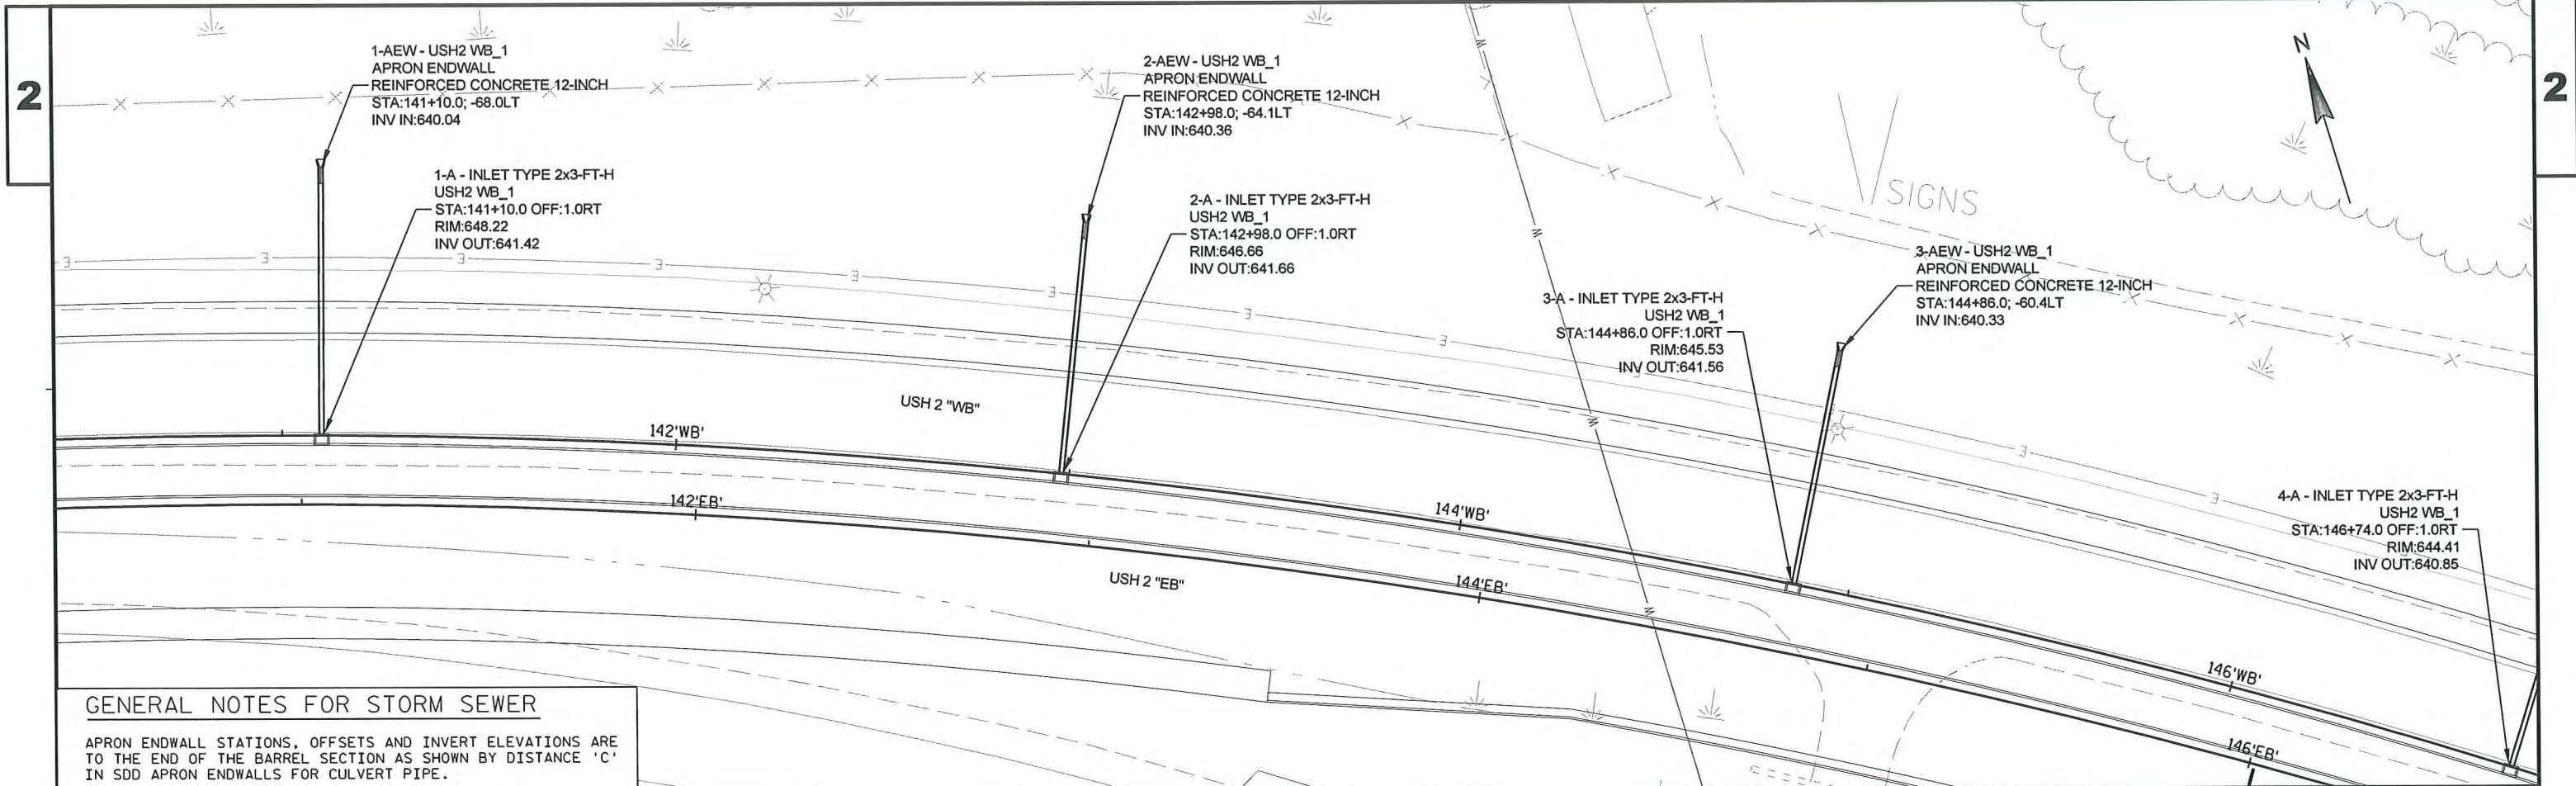 2
2
N
1-AEW - USH2 WB_1
APRON ENDWALL
REINFORCED CONCRETE 12-INCH
STA:141+10.0; -68.0LT
INV IN:640.04
2-AEW - USH2 WB_1
APRON ENDWALL
REINFORCED CONCRETE 12-INCH
STA:142+98.0; -64.1LT
INV IN:640.36
1-A - INLET TYPE 2x3-FT-H
USH2 WB_1
STA:141+10.0 OFF:1.0RT
RIM:648.22
INV OUT:641.42
2-A - INLET TYPE 2x3-FT-H
USH2 WB_1
STA:142+98.0 OFF:1.0RT
RIM:646.66
INV OUT:641.66
SIGNS
3-AEW - USH2 WB_1
APRON ENDWALL
REINFORCED CONCRETE 12-INCH
STA:144+86.0; -60.4LT
INV IN:640.33
3-A - INLET TYPE 2x3-FT-H
USH2 WB_1
STA:144+86.0 OFF:1.0RT
RIM:645.53
INV OUT:641.56
4-A - INLET TYPE 2x3-FT-H
USH2 WB_1
STA:146+74.0 OFF:1.0RT
RIM:644.41
INV OUT:640.85
E E E E E E E E E E E E
W W W W W W
USH 2 "WB"
142'WB'
144'WB'
146'WB'
142'EB'
144'EB'
146'EB'
USH 2 "EB"
GENERAL NOTES FOR STORM SEWER
APRON ENDWALL STATIONS, OFFSETS AND INVERT ELEVATIONS ARE
TO THE END OF THE BARREL SECTION AS SHOWN BY DISTANCE 'C'
IN SDD APRON ENDWALLS FOR CULVERT PIPE.